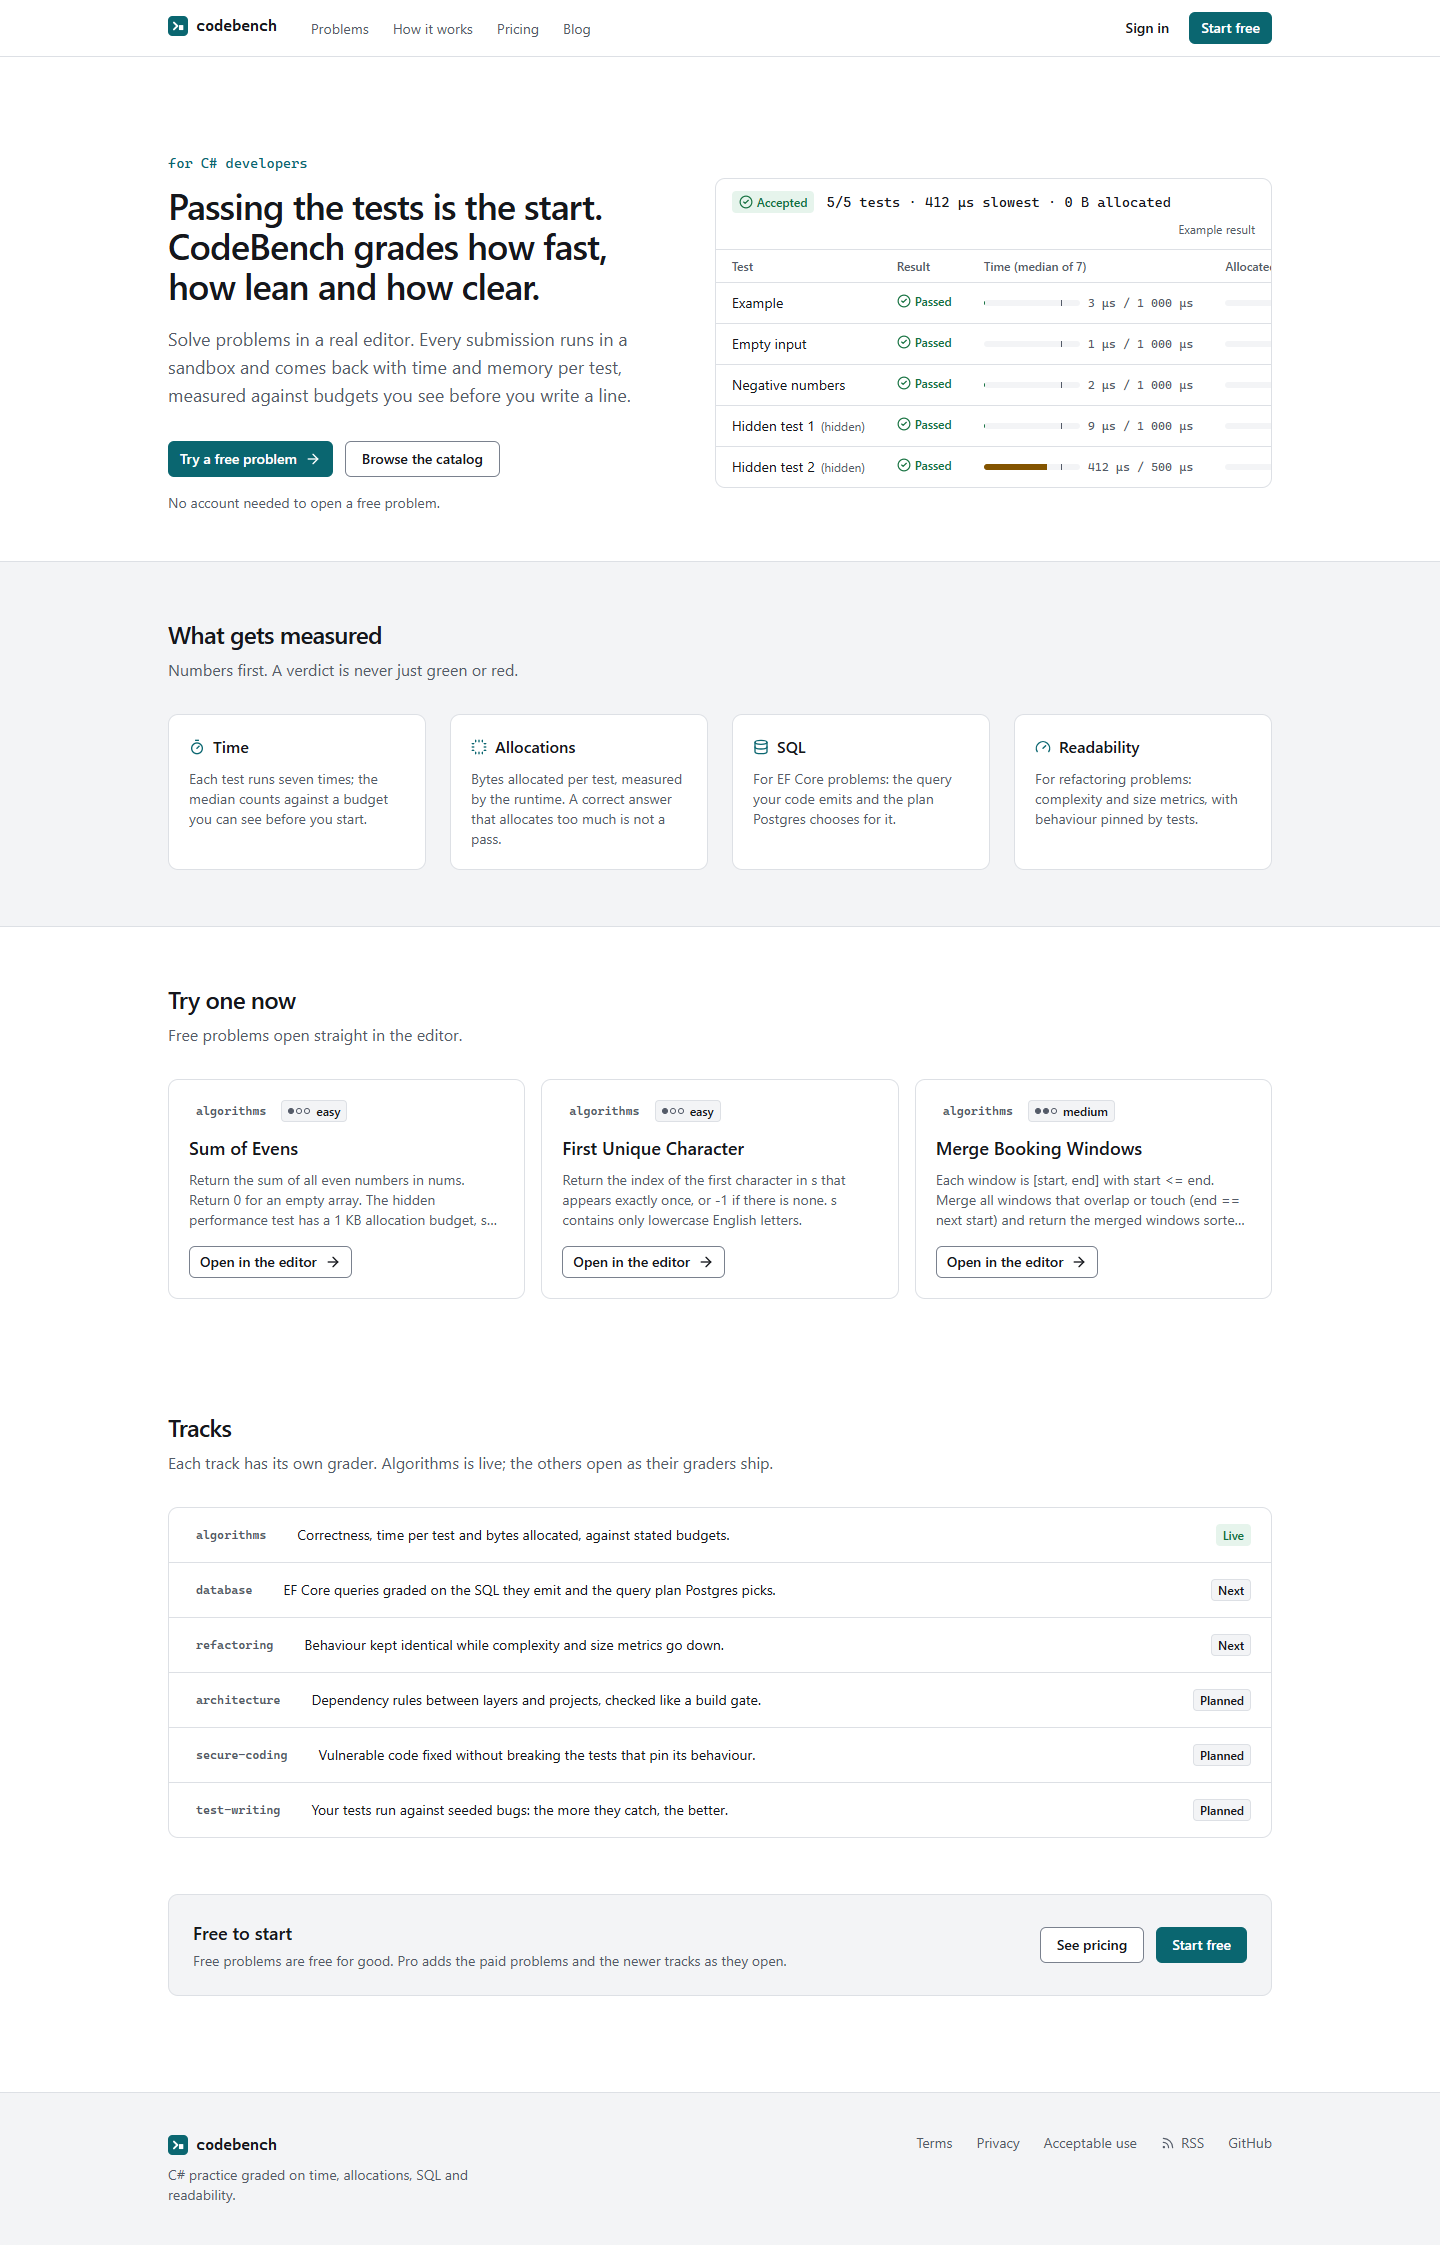 codebench
Problems
How it works
Pricing
Blog
Sign in
Start free
for C# developers
Passing the tests is the start.
CodeBench grades how fast,
how lean and how clear.
Solve problems in a real editor. Every submission runs in a
sandbox and comes back with time and memory per test,
measured against budgets you see before you write a line.
Try a free problem
Browse the catalog
No account needed to open a free problem.
Accepted
5/5 tests · 412 µs slowest · 0 B allocated
Example result
Test Result Time (median of 7) Allocated
Example Passed 3 µs / 1 000 µs
Empty input Passed 1 µs / 1 000 µs
Negative numbers Passed 2 µs / 1 000 µs
Hidden test 1 (hidden) Passed 9 µs / 1 000 µs
Hidden test 2 (hidden) Passed 412 µs / 500 µs
What gets measured
Numbers first. A verdict is never just green or red.
Time
Each test runs seven times; the
median counts against a budget
you can see before you start.
Allocations
Bytes allocated per test, measured
by the runtime. A correct answer
that allocates too much is not a
pass.
SQL
For EF Core problems: the query
your code emits and the plan
Postgres chooses for it.
Readability
For refactoring problems:
complexity and size metrics, with
behaviour pinned by tests.
Try one now
Free problems open straight in the editor.
algorithms easy
Sum of Evens
Return the sum of all even numbers in nums.
Return 0 for an empty array. The hidden
performance test has a 1 KB allocation budget, s...
Open in the editor
algorithms easy
First Unique Character
Return the index of the first character in s that
appears exactly once, or -1 if there is none. s
contains only lowercase English letters.
Open in the editor
algorithms medium
Merge Booking Windows
Each window is [start, end] with start <= end.
Merge all windows that overlap or touch (end ==
next start) and return the merged windows sorte...
Open in the editor
Tracks
Each track has its own grader. Algorithms is live; the others open as their graders ship.
algorithms Correctness, time per test and bytes allocated, against stated budgets. Live
database EF Core queries graded on the SQL they emit and the query plan Postgres picks. Next
refactoring Behaviour kept identical while complexity and size metrics go down. Next
architecture Dependency rules between layers and projects, checked like a build gate. Planned
secure-coding Vulnerable code fixed without breaking the tests that pin its behaviour. Planned
test-writing Your tests run against seeded bugs: the more they catch, the better. Planned
Free to start
Free problems are free for good. Pro adds the paid problems and the newer tracks as they open.
See pricing
Start free
codebench
C# practice graded on time, allocations, SQL and
readability.
Terms
Privacy
Acceptable use
RSS
GitHub